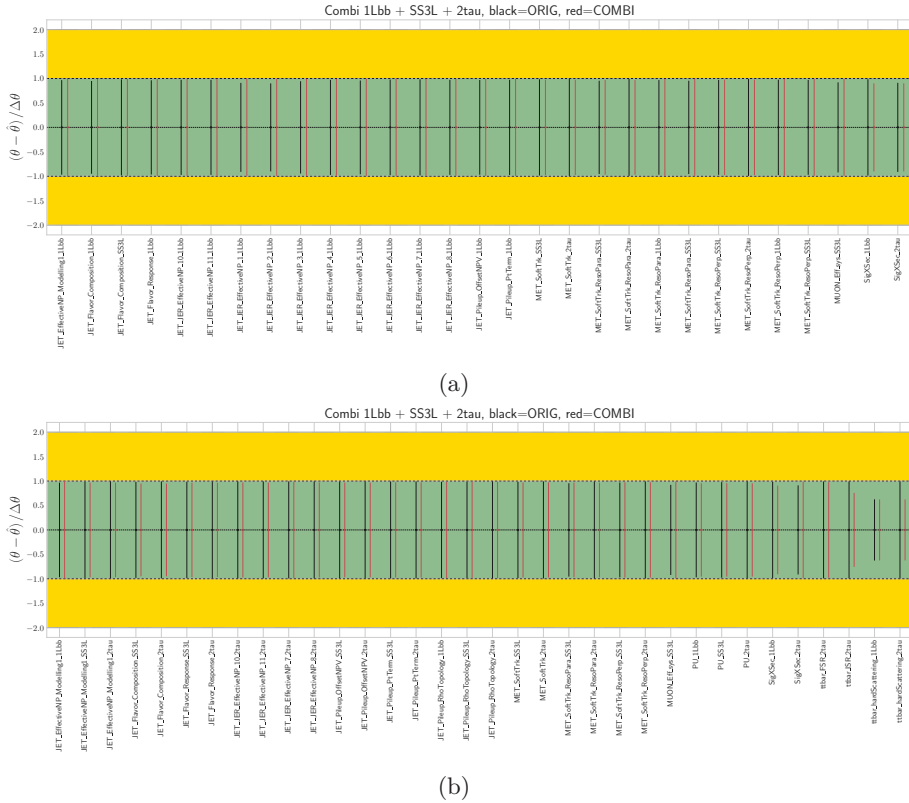 Combi 1Lbb + SS3L + 2tau, black=ORIG, red=COMBI
2.0
1.5
1.0
0.5
0.0
−0.5
−1.0
−1.5
−2.0
(θ − θ̂)/Δθ
JET_EffectiveNP_Modelling1_1Lbb
JET_Flavor_Composition_1Lbb
JET_Flavor_Composition_SS3L
JET_Flavor_Response_1Lbb
JET_JER_EffectiveNP_10_1Lbb
JET_JER_EffectiveNP_11_1Lbb
JET_JER_EffectiveNP_1_1Lbb
JET_JER_EffectiveNP_2_1Lbb
JET_JER_EffectiveNP_3_1Lbb
JET_JER_EffectiveNP_4_1Lbb
JET_JER_EffectiveNP_5_1Lbb
JET_JER_EffectiveNP_6_1Lbb
JET_JER_EffectiveNP_7_1Lbb
JET_JER_EffectiveNP_8_1Lbb
JET_Pileup_OffsetNPV_1Lbb
JET_Pileup_PtTerm_1Lbb
MET_SoftTrk_SS3L
MET_SoftTrk_2tau
MET_SoftTrk_ResoPara_SS3L
MET_SoftTrk_ResoPara_2tau
MET_SoftTrk_ResoPara_1Lbb
MET_SoftTrk_ResoPara_SS3L
MET_SoftTrk_ResoPerp_SS3L
MET_SoftTrk_ResoPerp_2tau
MET_SoftTrk_ResoPerp_1Lbb
MET_SoftTrk_ResoPerp_SS3L
MUON_Eff_sys_SS3L
SigXSec_1Lbb
SigXSec_2tau
(a)
Combi 1Lbb + SS3L + 2tau, black=ORIG, red=COMBI
2.0
1.5
1.0
0.5
0.0
−0.5
−1.0
−1.5
−2.0
(θ − θ̂)/Δθ
JET_EffectiveNP_Modelling1_1Lbb
JET_EffectiveNP_Modelling1_SS3L
JET_EffectiveNP_Modelling1_2tau
JET_Flavor_Composition_SS3L
JET_Flavor_Composition_2tau
JET_Flavor_Response_SS3L
JET_Flavor_Response_2tau
JET_JER_EffectiveNP_10_2tau
JET_JER_EffectiveNP_11_2tau
JET_JER_EffectiveNP_7_2tau
JET_JER_EffectiveNP_8_2tau
JET_Pileup_OffsetNPV_SS3L
JET_Pileup_OffsetNPV_2tau
JET_Pileup_PtTerm_SS3L
JET_Pileup_PtTerm_2tau
JET_Pileup_RhoTopology_1Lbb
JET_Pileup_RhoTopology_SS3L
JET_Pileup_RhoTopology_2tau
MET_SoftTrk_SS3L
MET_SoftTrk_2tau
MET_SoftTrk_ResoPara_SS3L
MET_SoftTrk_ResoPara_2tau
MET_SoftTrk_ResoPerp_SS3L
MET_SoftTrk_ResoPerp_2tau
MUON_Eff_sys_SS3L
PU_1Lbb
PU_SS3L
PU_2tau
SigXSec_1Lbb
SigXSec_2tau
ttbar_FSR_2tau
ttbar_ISR_2tau
ttbar_hardScattering_1Lbb
ttbar_hardScattering_2tau
(b)